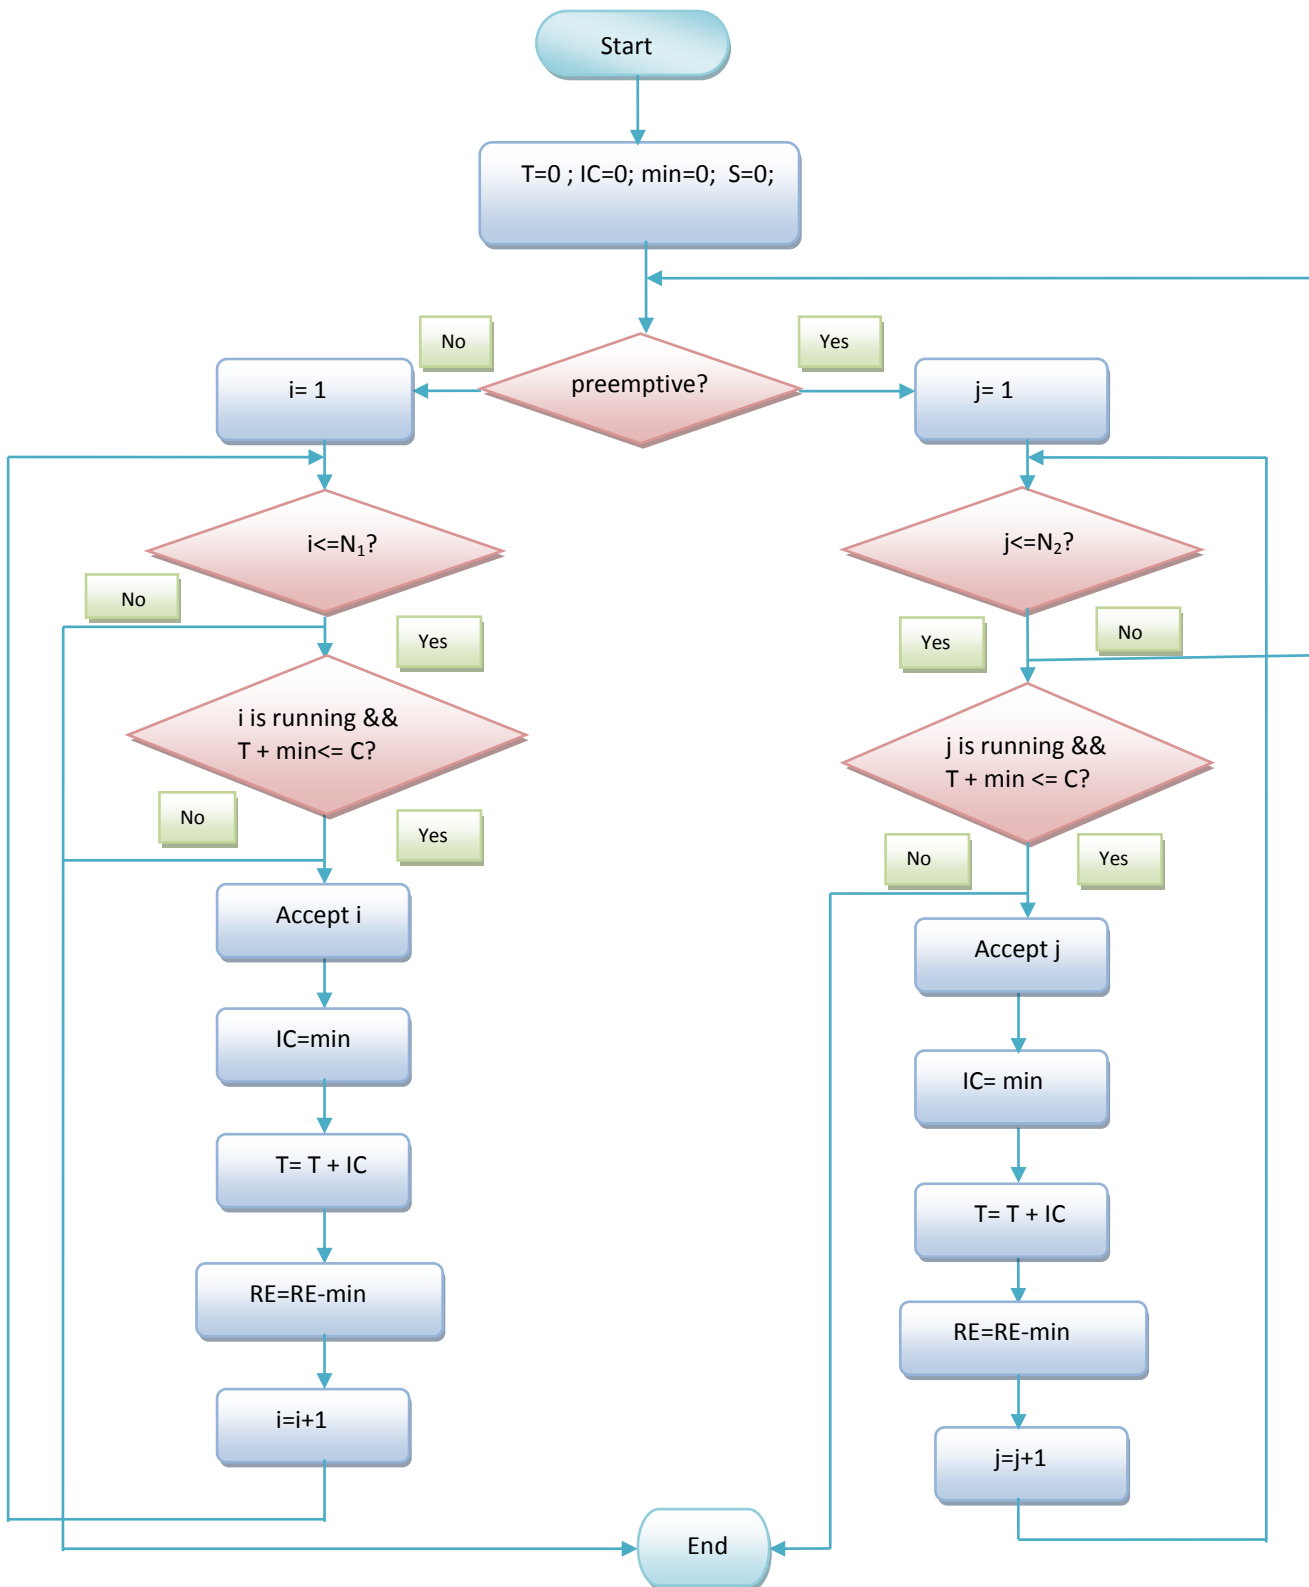 Start
T=0 ; IC=0; min=0; S=0;
No
Yes
preemptive?
i= 1
j= 1
i<=N₁?
j<=N₂?
No
Yes
Yes
No
i is running &&
T + min<= C?
j is running &&
T + min <= C?
No
Yes
No
Yes
Accept i
Accept j
IC=min
IC= min
T= T + IC
T= T + IC
RE=RE-min
RE=RE-min
i=i+1
j=j+1
End